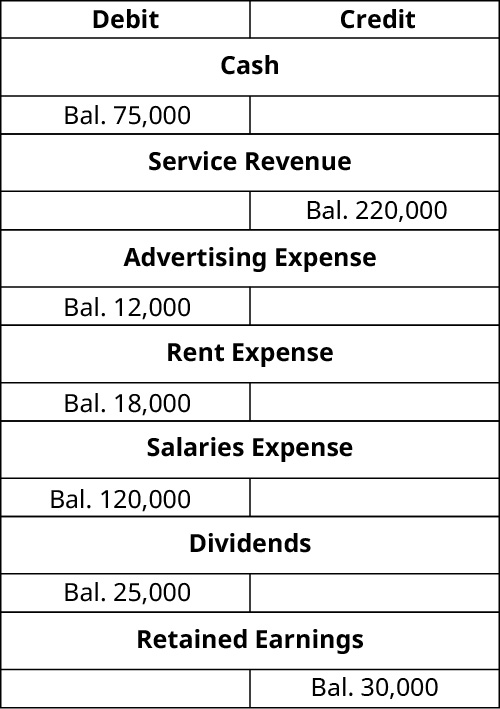 Debit Credit
Cash
Bal. 75,000
Service Revenue
Bal. 220,000
Advertising Expense
Bal. 12,000
Rent Expense
Bal. 18,000
Salaries Expense
Bal. 120,000
Dividends
Bal. 25,000
Retained Earnings
Bal. 30,000